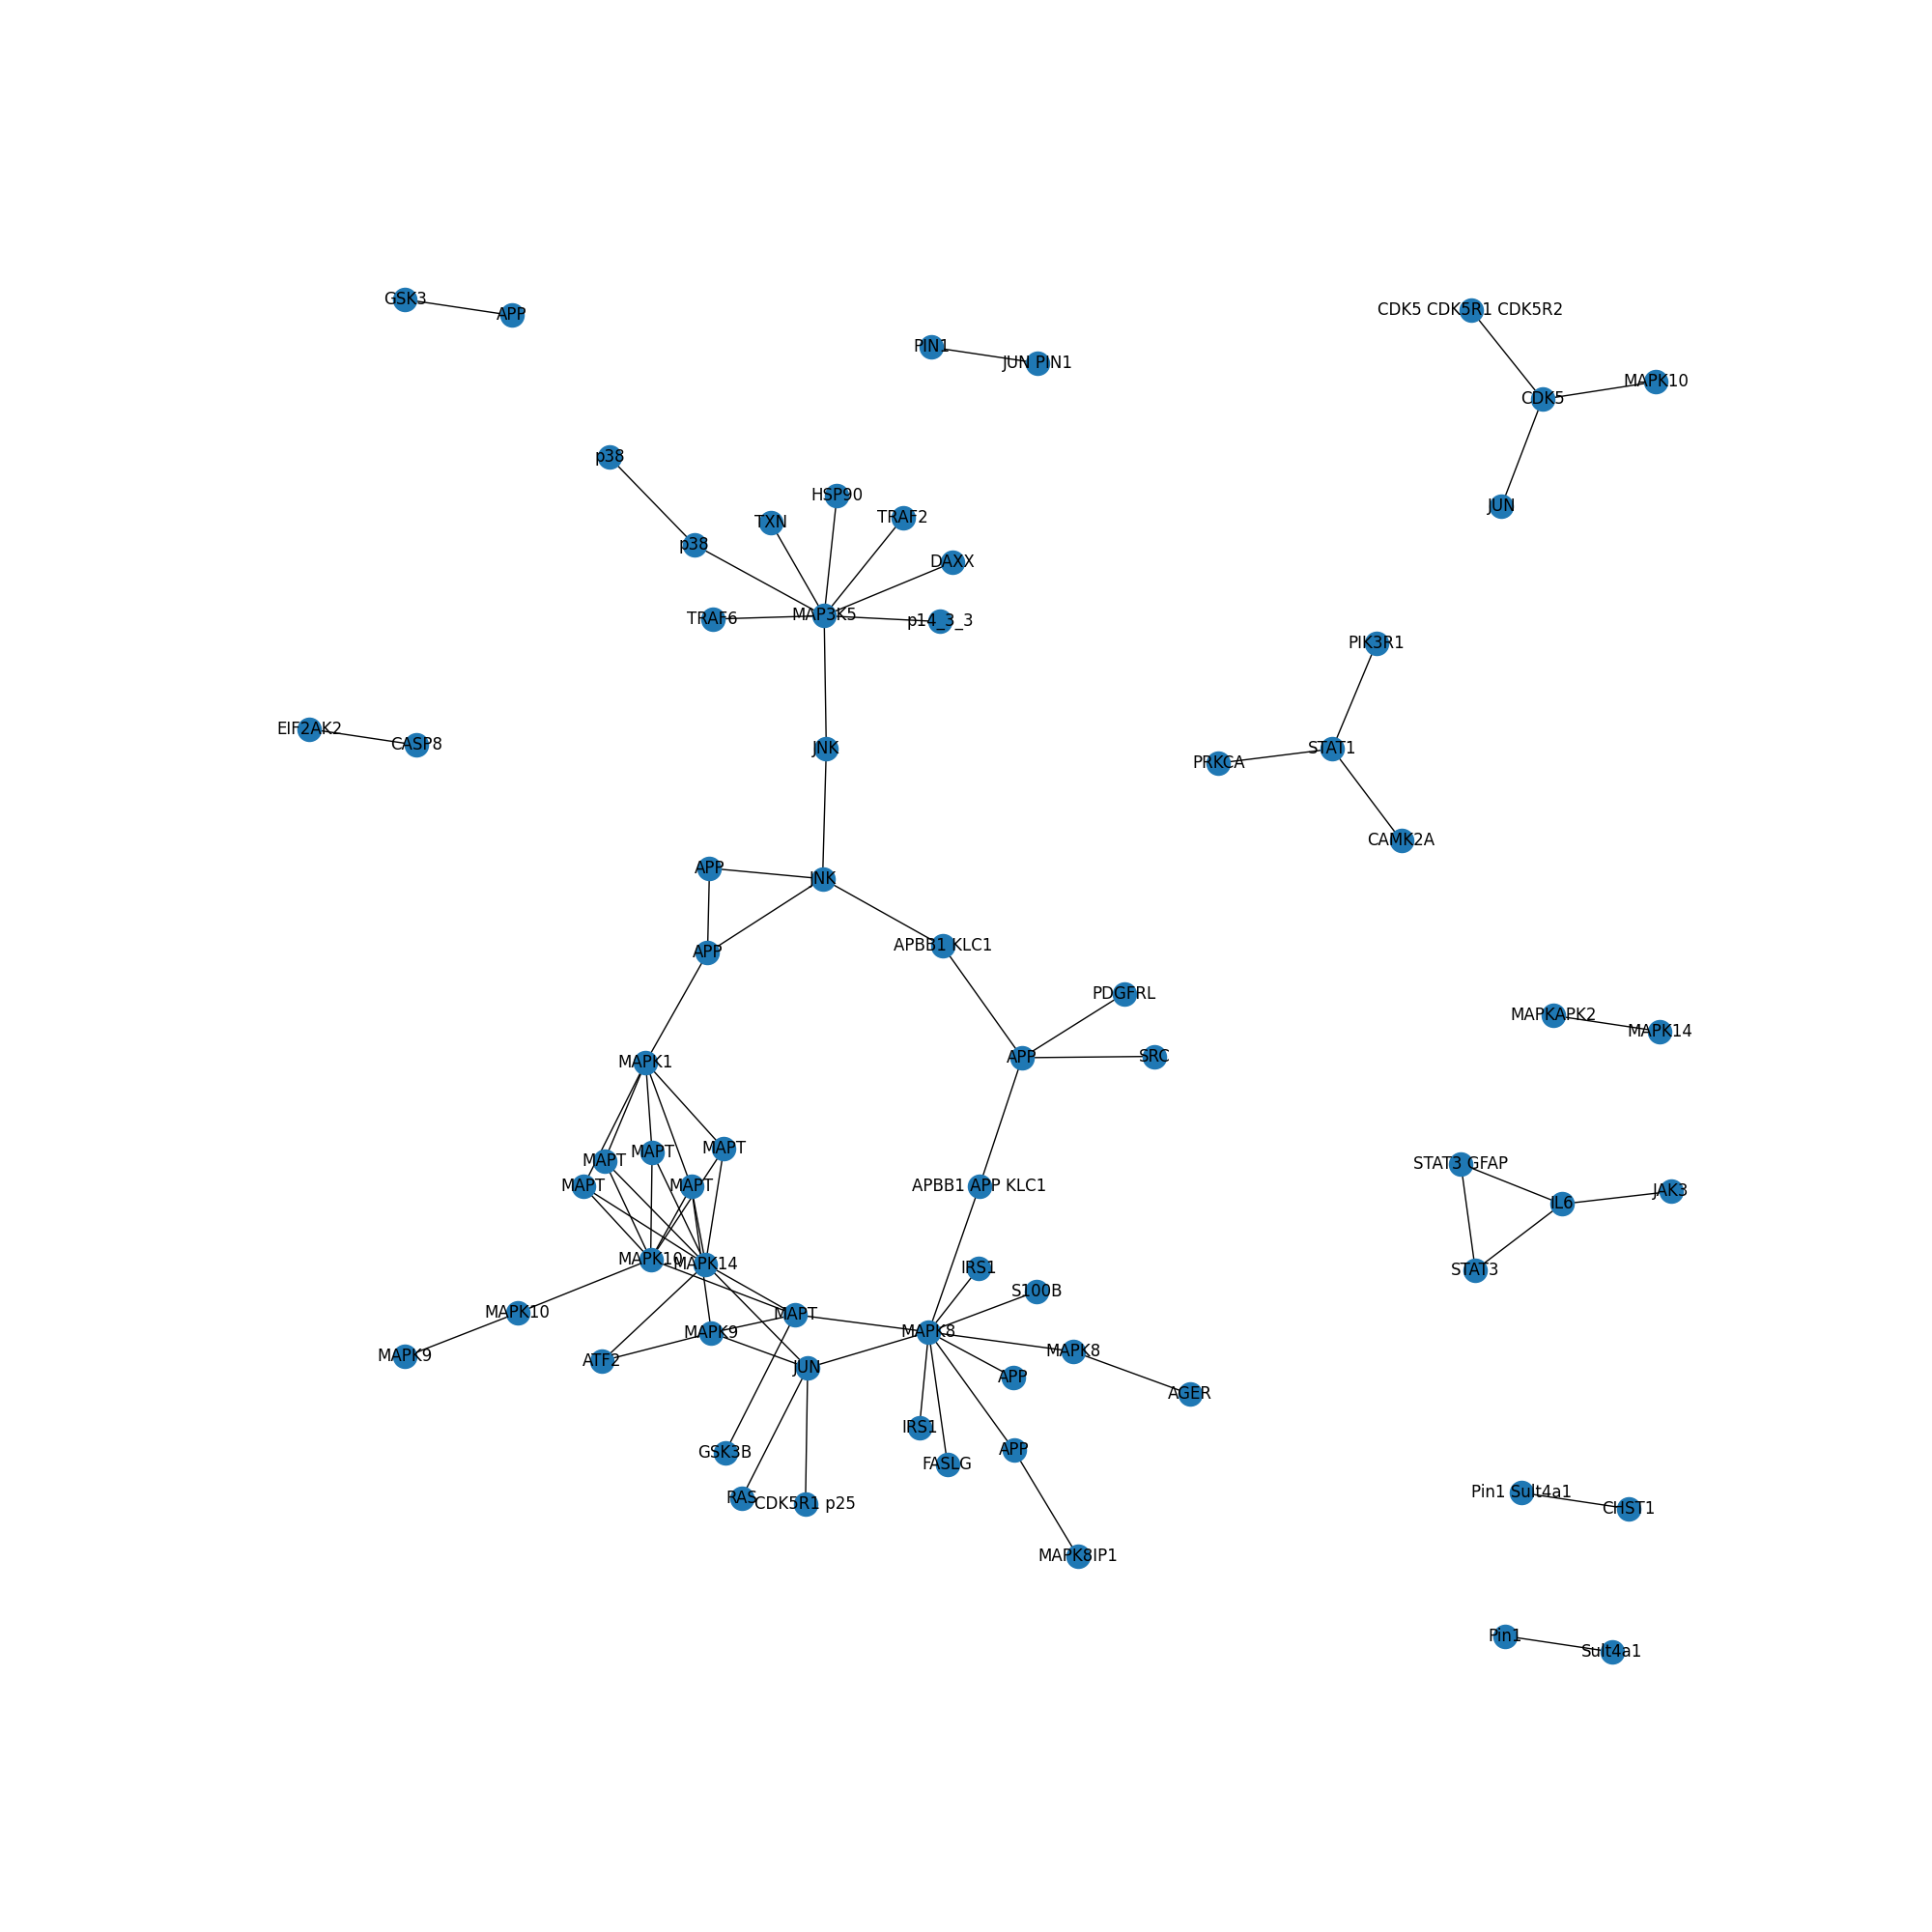 GSK3
CDK5 CDK5R1 CDK5R2
APP
PIN1
JUN PIN1
MAPK10
CDK5
p38
HSP90
JUN
TRAF2
TXN
p38
DAXX
MAP3K5
TRAF6
p14_3_3
PIK3R1
EIF2AK2
CASP8
JNK
STAT1
PRKCA
CAMK2A
APP
JNK
APBB1 KLC1
APP
PDGFRL
MAPKAPK2
MAPK14
SRC
APP
MAPK1
MAPT
MAPT
MAPT
STAT3 GFAP
MAPT
MAPT
APBB1 APP KLC1
JAK3
IL6
MAPK10
MAPK14
IRS1
STAT3
S100B
MAPK10
MAPT
MAPK9
MAPK8
MAPK8
MAPK9
ATF2
JUN
APP
AGER
IRS1
GSK3B
APP
FASLG
Pin1 Sult4a1
RAS
CDK5R1 p25
CHST1
MAPK8IP1
Pin1
Sult4a1